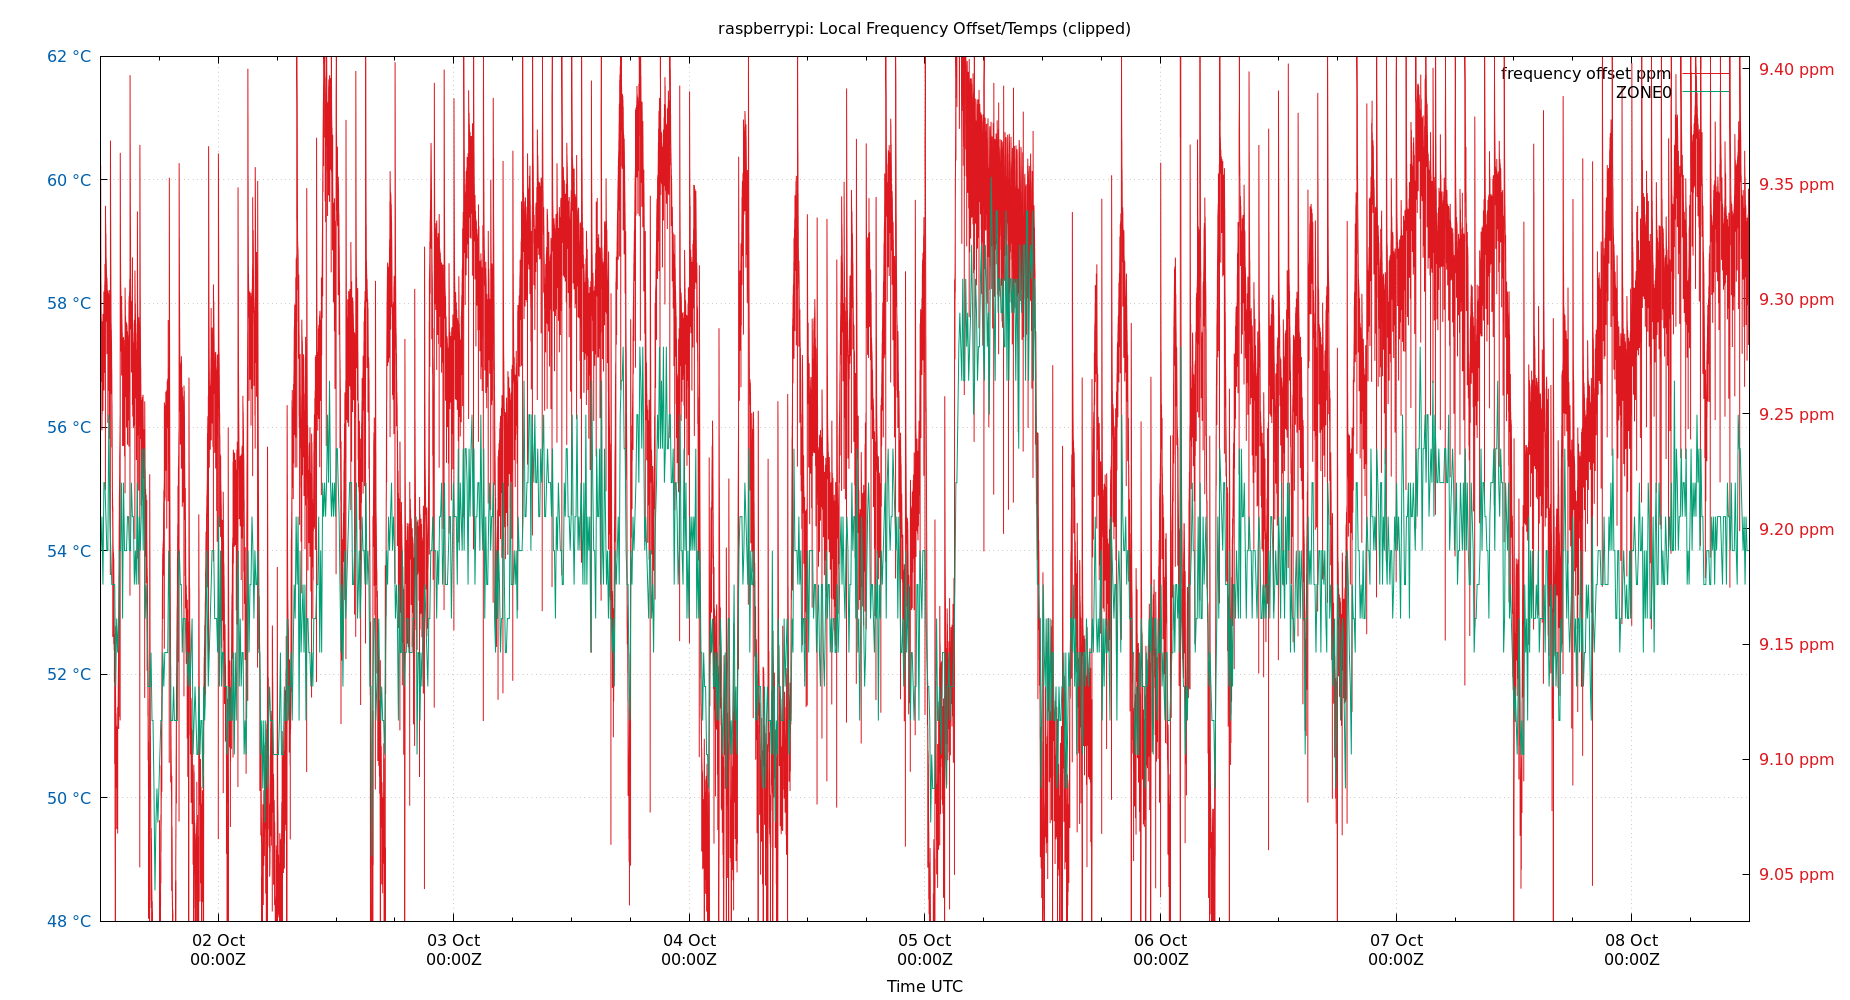 raspberrypi: Local Frequency Offset/Temps (clipped)
62 °C
60 °C
58 °C
56 °C
54 °C
52 °C
50 °C
48 °C
frequency offset ppm
ZONE0
9.40 ppm
9.35 ppm
9.30 ppm
9.25 ppm
9.20 ppm
9.15 ppm
9.10 ppm
9.05 ppm
02 Oct 03 Oct 04 Oct 05 Oct 06 Oct 07 Oct 08 Oct
00:00Z 00:00Z 00:00Z 00:00Z 00:00Z 00:00Z 00:00Z
Time UTC